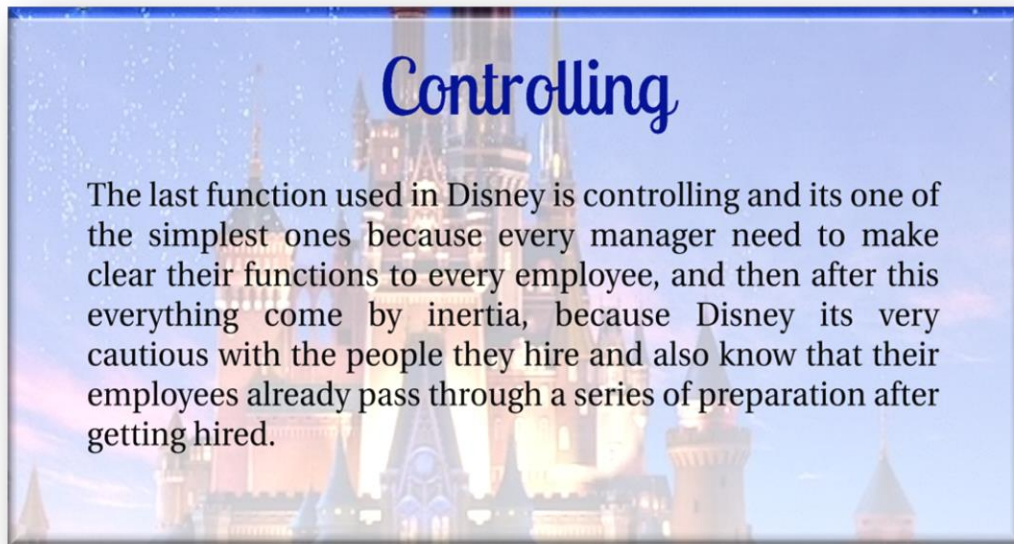 Controlling
The last function used in Disney is controlling and its one of
the simplest ones because every manager need to make
clear their functions to every employee, and then after this
everything come by inertia, because Disney its very
cautious with the people they hire and also know that their
employees already pass through a series of preparation after
getting hired.